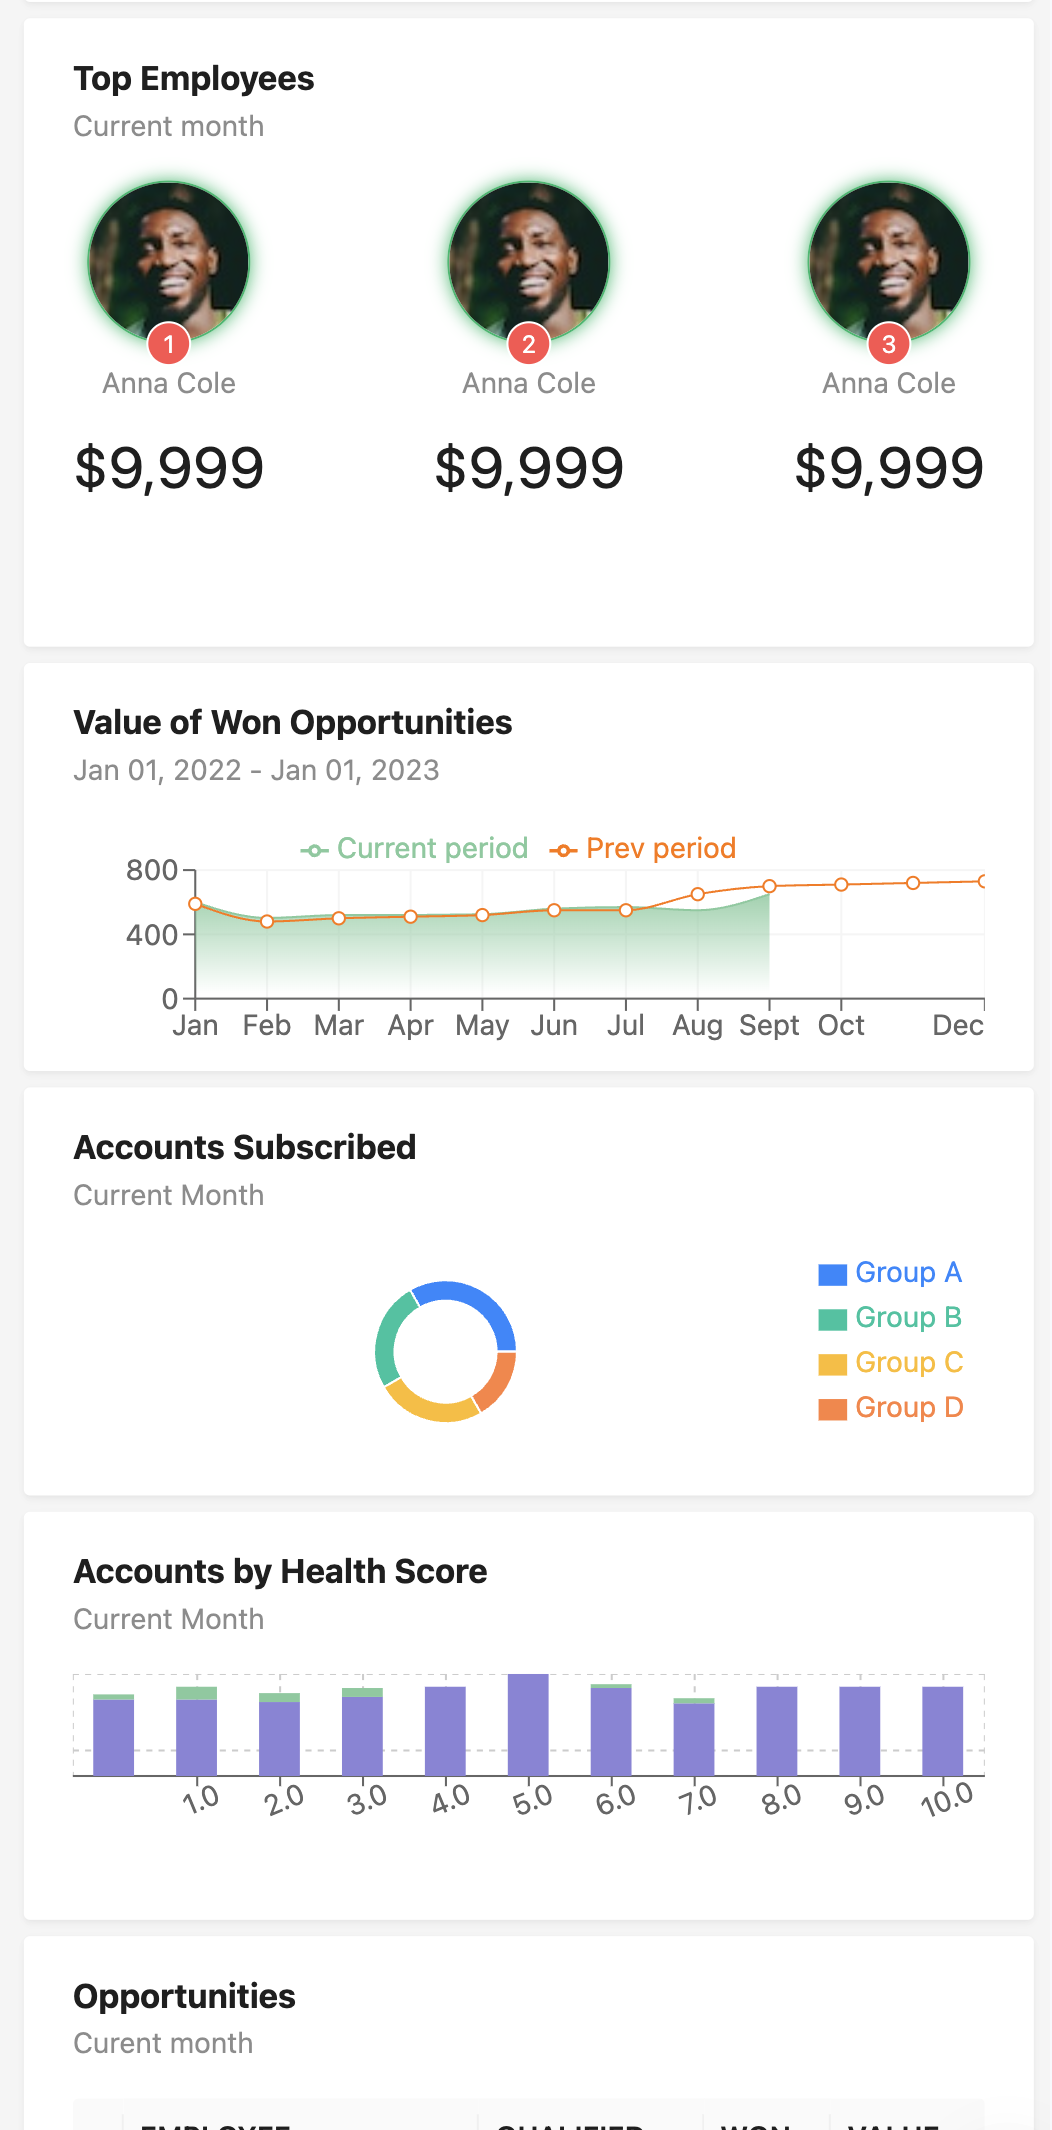 Top Employees
Current month
1 2 3
Anna Cole Anna Cole Anna Cole
$9,999 $9,999 $9,999
Value of Won Opportunities
Jan 01, 2022 - Jan 01, 2023
Current period Prev period
800
400
0
Jan Feb Mar Apr May Jun Jul Aug Sept Oct Dec
Accounts Subscribed
Current Month
Group A
Group B
Group C
Group D
Accounts by Health Score
Current Month
1.0 2.0 3.0 4.0 5.0 6.0 7.0 8.0 9.0 10.0
Opportunities
Curent month
EMPLOYEE QUALIFIED WON VALUE